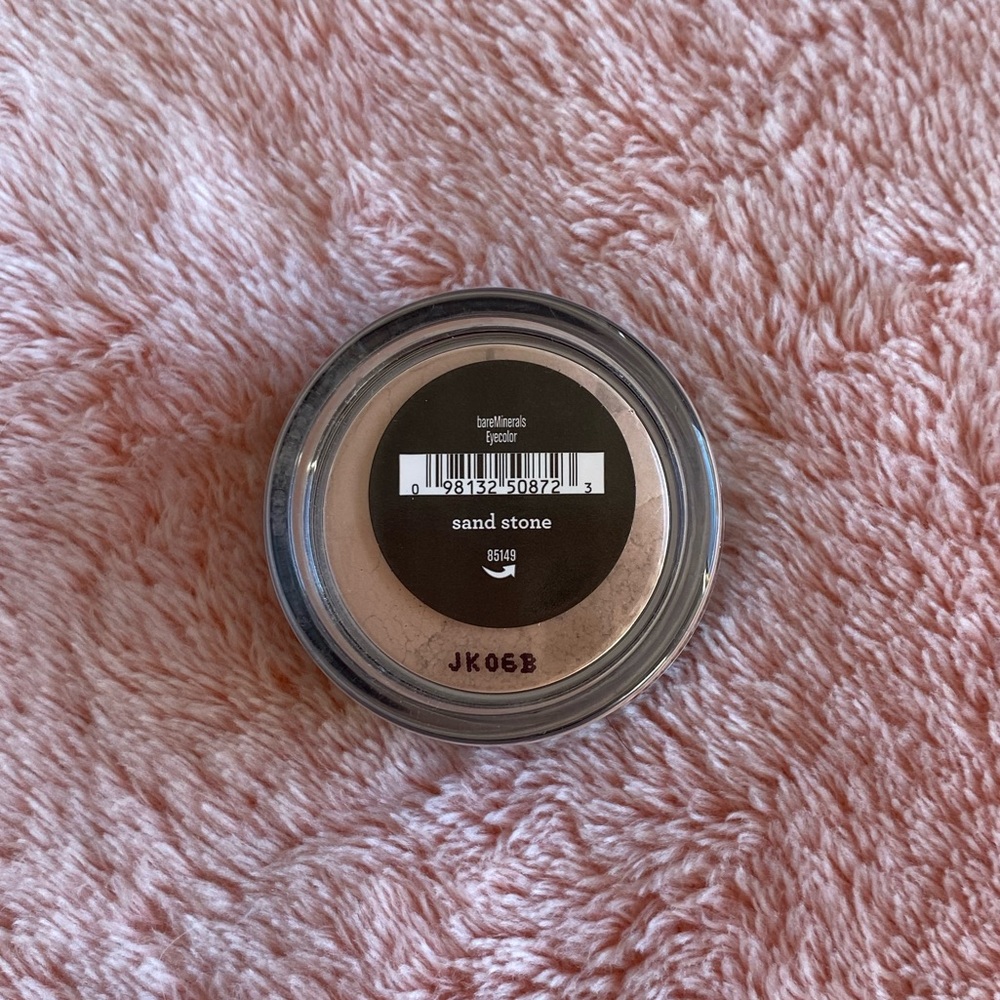 bareMinerals
Eyecolor
0 98132 50872 3
sand stone
85149
JK06B